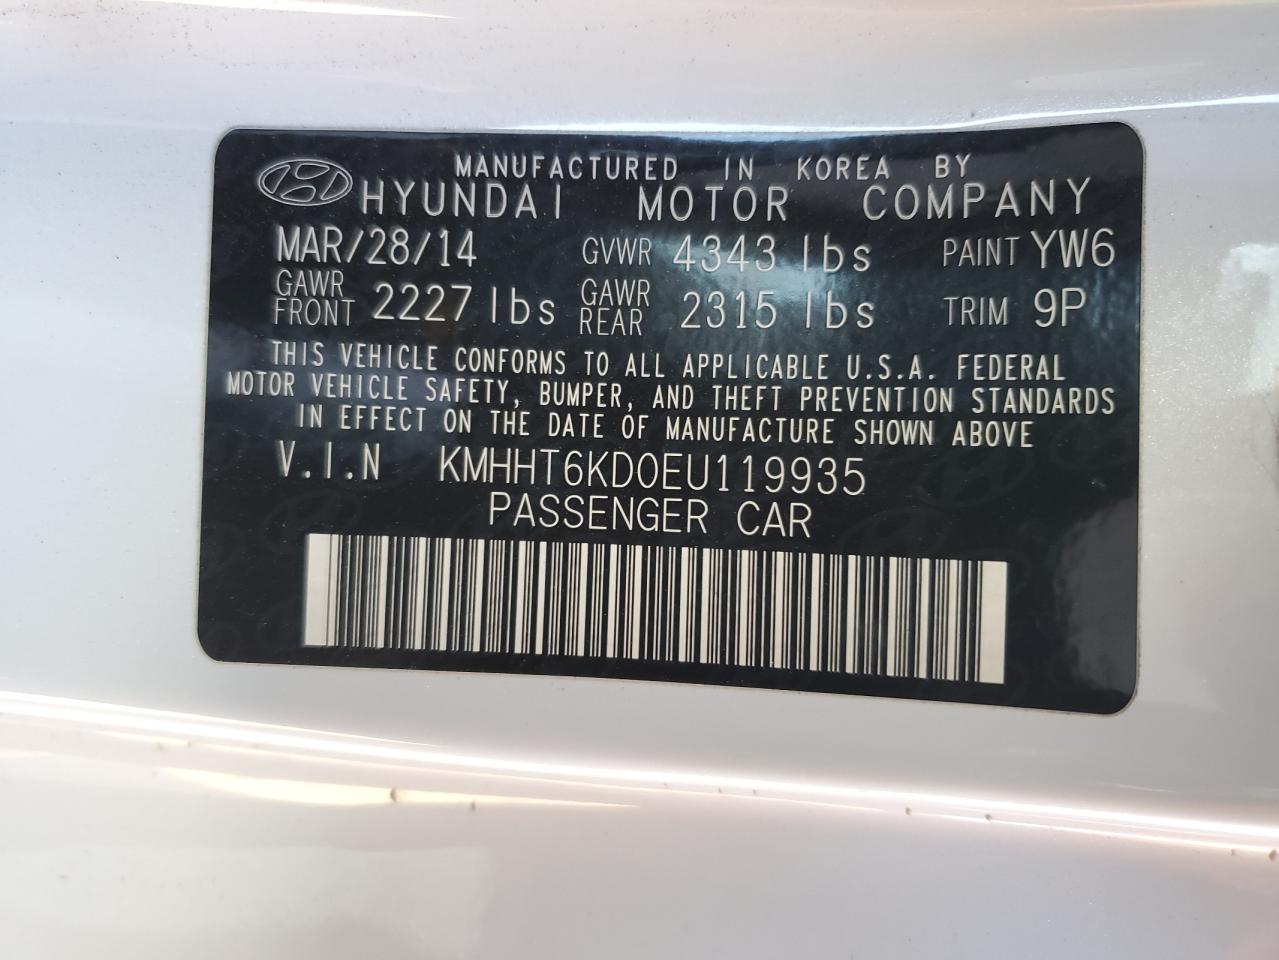 MANUFACTURED IN KOREA BY
HYUNDAI MOTOR COMPANY
MAR/28/14 GVWR 4343 lbs PAINT YW6
GAWR FRONT 2227 lbs GAWR REAR 2315 lbs TRIM 9P
THIS VEHICLE CONFORMS TO ALL APPLICABLE U.S.A. FEDERAL
MOTOR VEHICLE SAFETY, BUMPER, AND THEFT PREVENTION STANDARDS
IN EFFECT ON THE DATE OF MANUFACTURE SHOWN ABOVE
V.I.N KMHHT6KD0EU119935
PASSENGER CAR